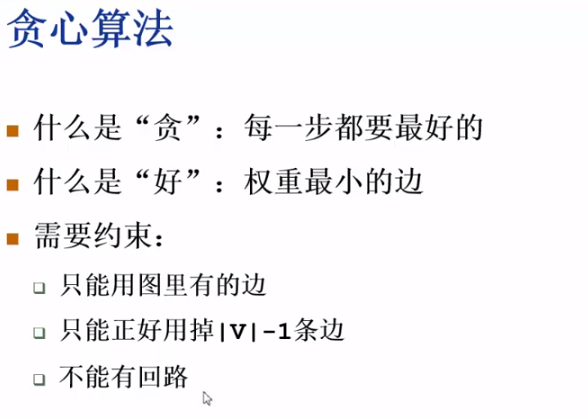 贪心算法
什么是“贪”：每一步都要最好的
什么是“好”：权重最小的边
需要约束：
只能用图里有的边
只能正好用掉|V|-1条边
不能有回路